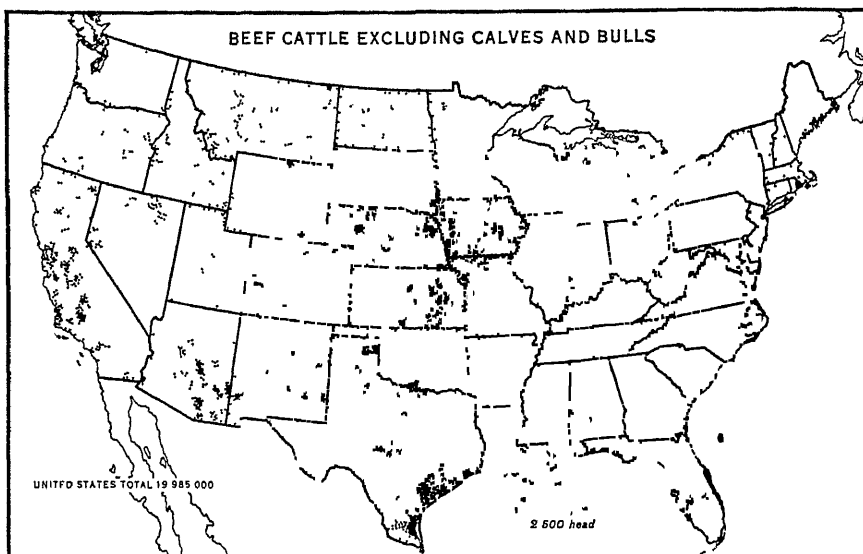 BEEF CATTLE EXCLUDING CALVES AND BULLS
UNITFD STATES TOTAL 19 985 000
2 500 head